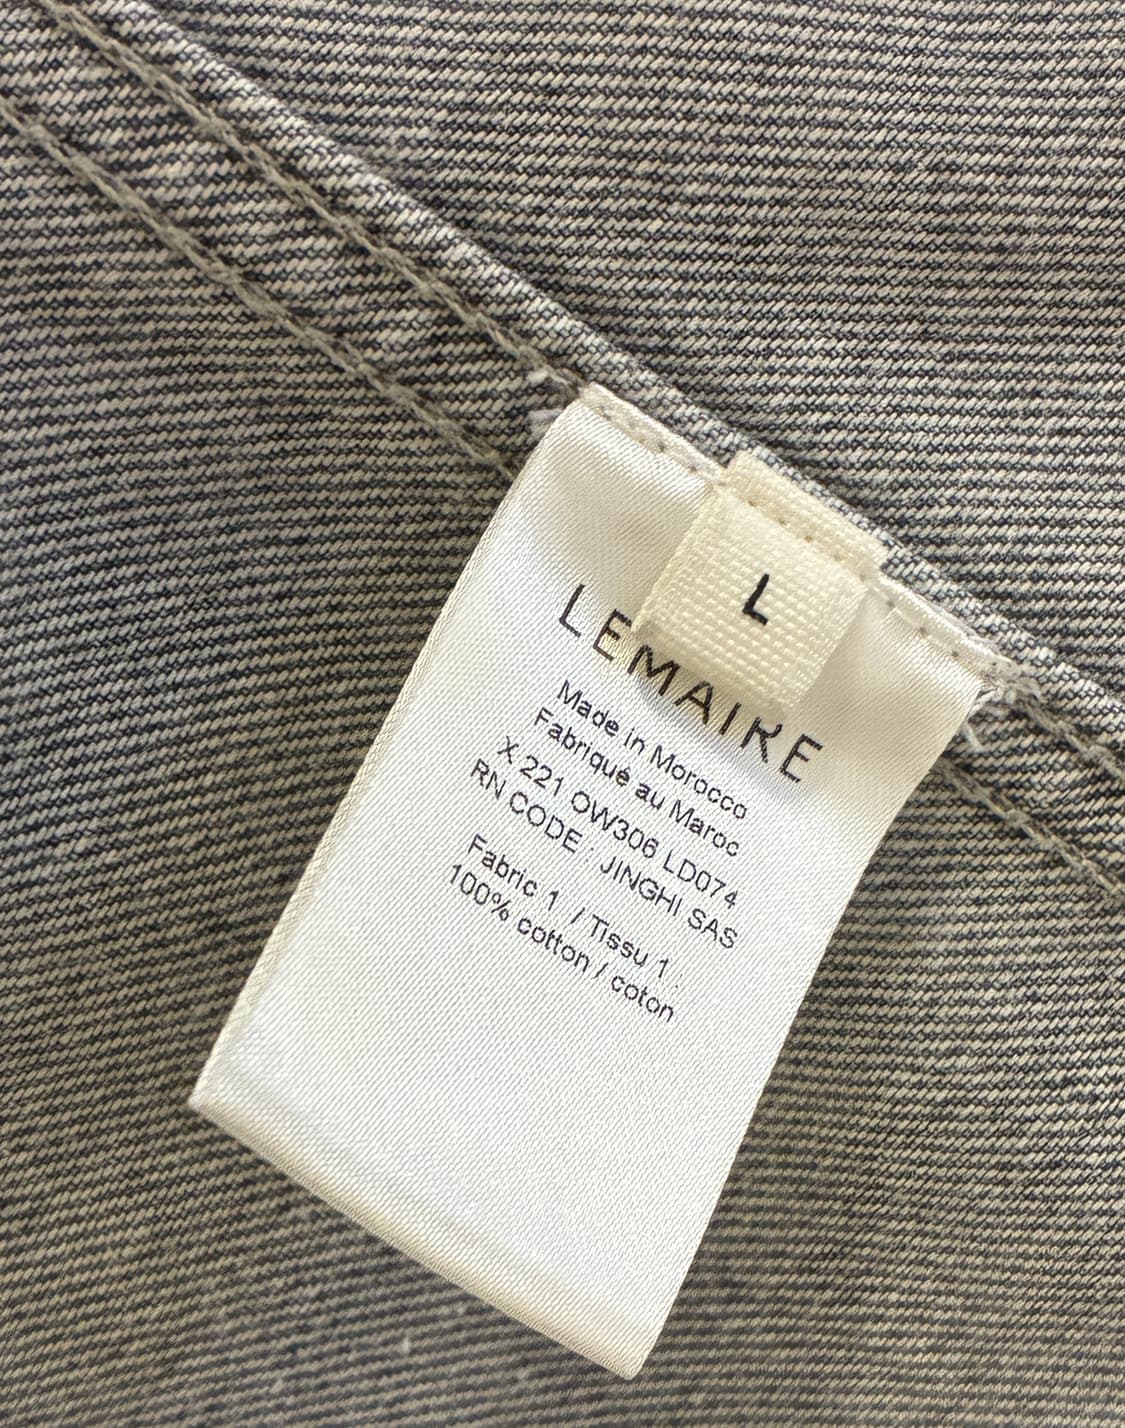 L
LEMAIRE
Made in Morocco
Fabriqué au Maroc
X 221 OW306 LD074
RN CODE : JINGHI SAS
Fabric 1 / Tissu 1 :
100% cotton / coton